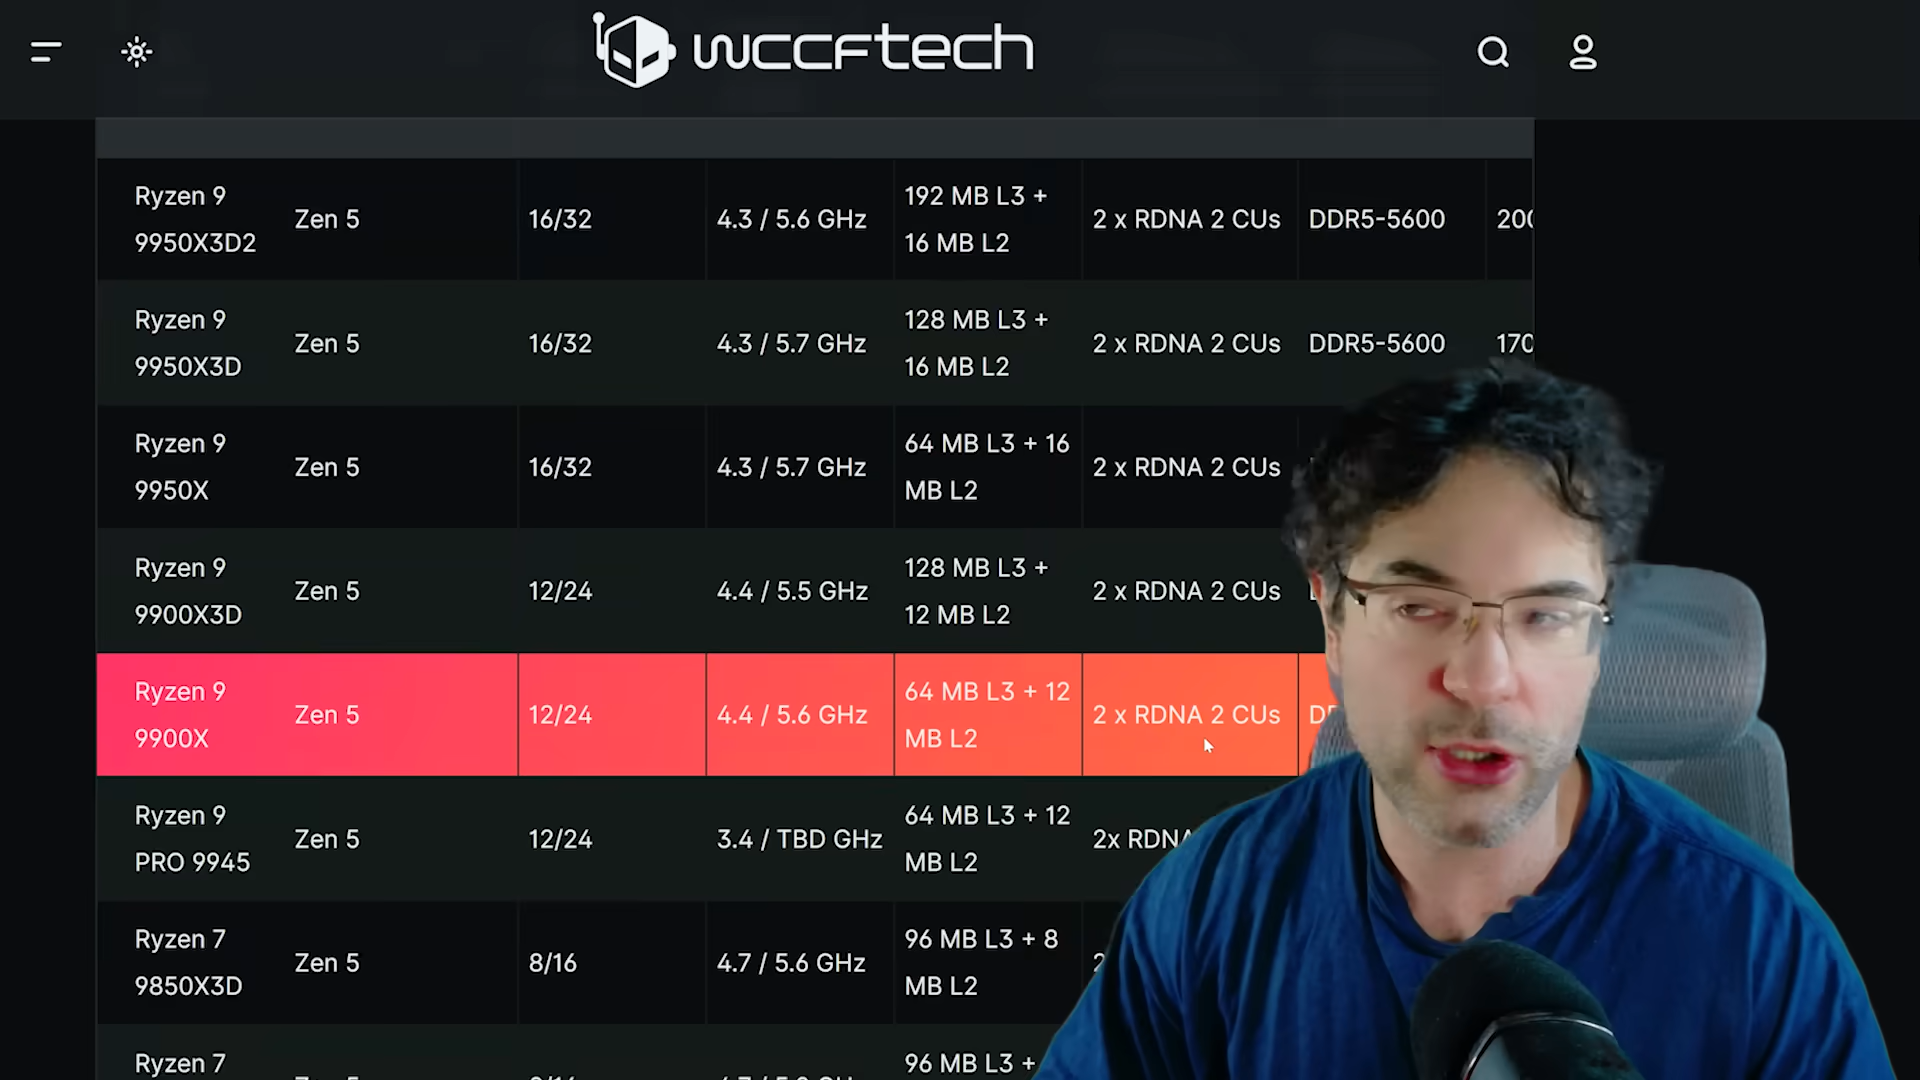 wccftech
Ryzen 9
9950X3D2
Zen 5
16/32
4.3 / 5.6 GHz
192 MB L3 +
16 MB L2
2 x RDNA 2 CUs
DDR5-5600
200
Ryzen 9
9950X3D
Zen 5
16/32
4.3 / 5.7 GHz
128 MB L3 +
16 MB L2
2 x RDNA 2 CUs
DDR5-5600
170
Ryzen 9
9950X
Zen 5
16/32
4.3 / 5.7 GHz
64 MB L3 + 16
MB L2
2 x RDNA 2 CUs
Ryzen 9
9900X3D
Zen 5
12/24
4.4 / 5.5 GHz
128 MB L3 +
12 MB L2
2 x RDNA 2 CUs
Ryzen 9
9900X
Zen 5
12/24
4.4 / 5.6 GHz
64 MB L3 + 12
MB L2
2 x RDNA 2 CUs
Ryzen 9
PRO 9945
Zen 5
12/24
3.4 / TBD GHz
64 MB L3 + 12
MB L2
2x RDNA
Ryzen 7
9850X3D
Zen 5
8/16
4.7 / 5.6 GHz
96 MB L3 + 8
MB L2
Ryzen 7
96 MB L3 +